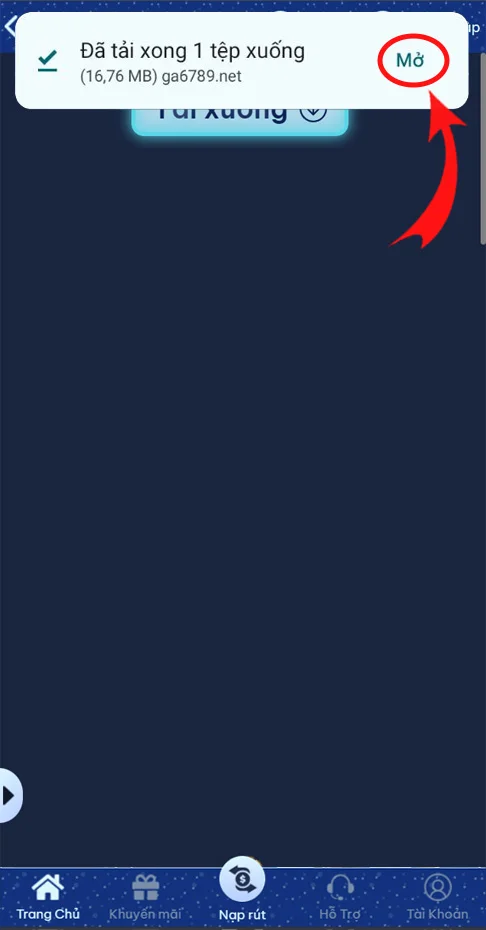 Đã tải xong 1 tệp xuống
Mở
(16,76 MB) ga6789.net
Tải xuống
Trang Chủ
Khuyến mãi
Nạp rút
Hỗ Trợ
Tài Khoản